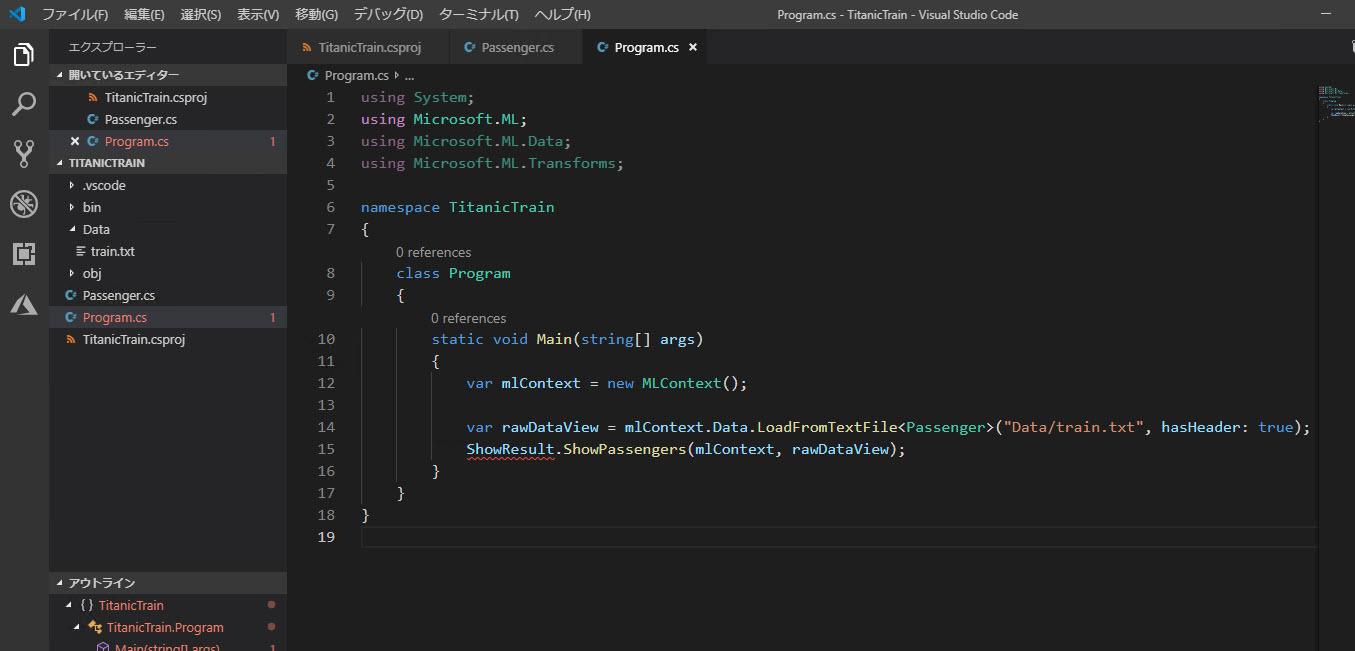 ファイル(F) 編集(E) 選択(S) 表示(V) 移動(G) デバッグ(D) ターミナル(T) ヘルプ(H) Program.cs - TitanicTrain - Visual Studio Code
エクスプローラー
開いているエディター
TitanicTrain.csproj
Passenger.cs
Program.cs 1
TITANICTRAIN
.vscode
bin
Data
train.txt
obj
Passenger.cs
Program.cs 1
TitanicTrain.csproj
アウトライン
{ } TitanicTrain
TitanicTrain.Program
Main(string[] args) 1
TitanicTrain.csproj Passenger.cs Program.cs
Program.cs ...
1 using System;
2 using Microsoft.ML;
3 using Microsoft.ML.Data;
4 using Microsoft.ML.Transforms;
5
6 namespace TitanicTrain
7 {
0 references
8 class Program
9 {
0 references
10 static void Main(string[] args)
11 {
12 var mlContext = new MLContext();
13
14 var rawDataView = mlContext.Data.LoadFromTextFile<Passenger>("Data/train.txt", hasHeader: true);
15 ShowResult.ShowPassengers(mlContext, rawDataView);
16 }
17 }
18 }
19